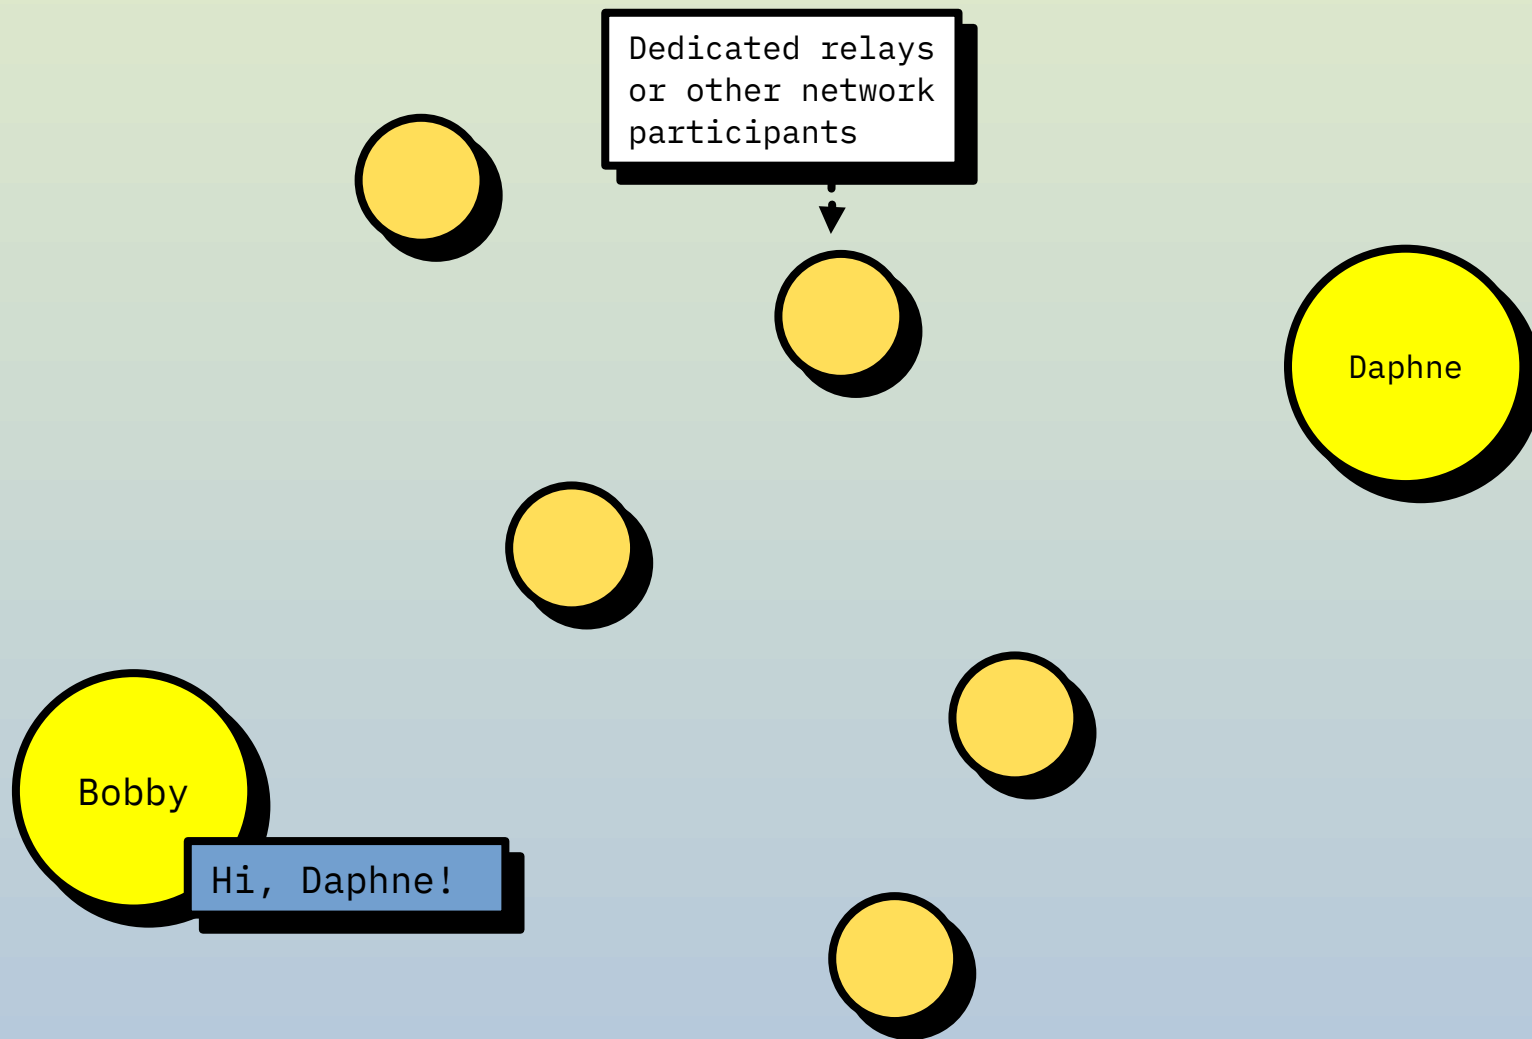 Dedicated relays
or other network
participants
Daphne
Bobby
Hi, Daphne!